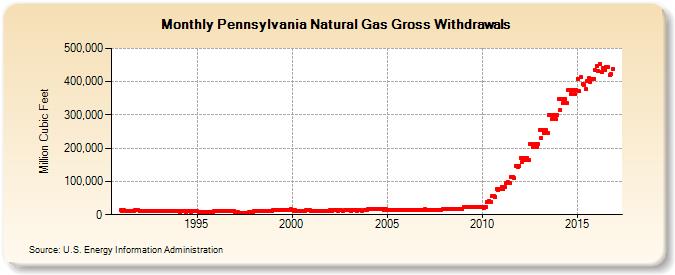 Monthly Pennsylvania Natural Gas Gross Withdrawals
Million Cubic Feet
500,000
400,000
300,000
200,000
100,000
0
1995 2000 2005 2010 2015
Source: U.S. Energy Information Administration